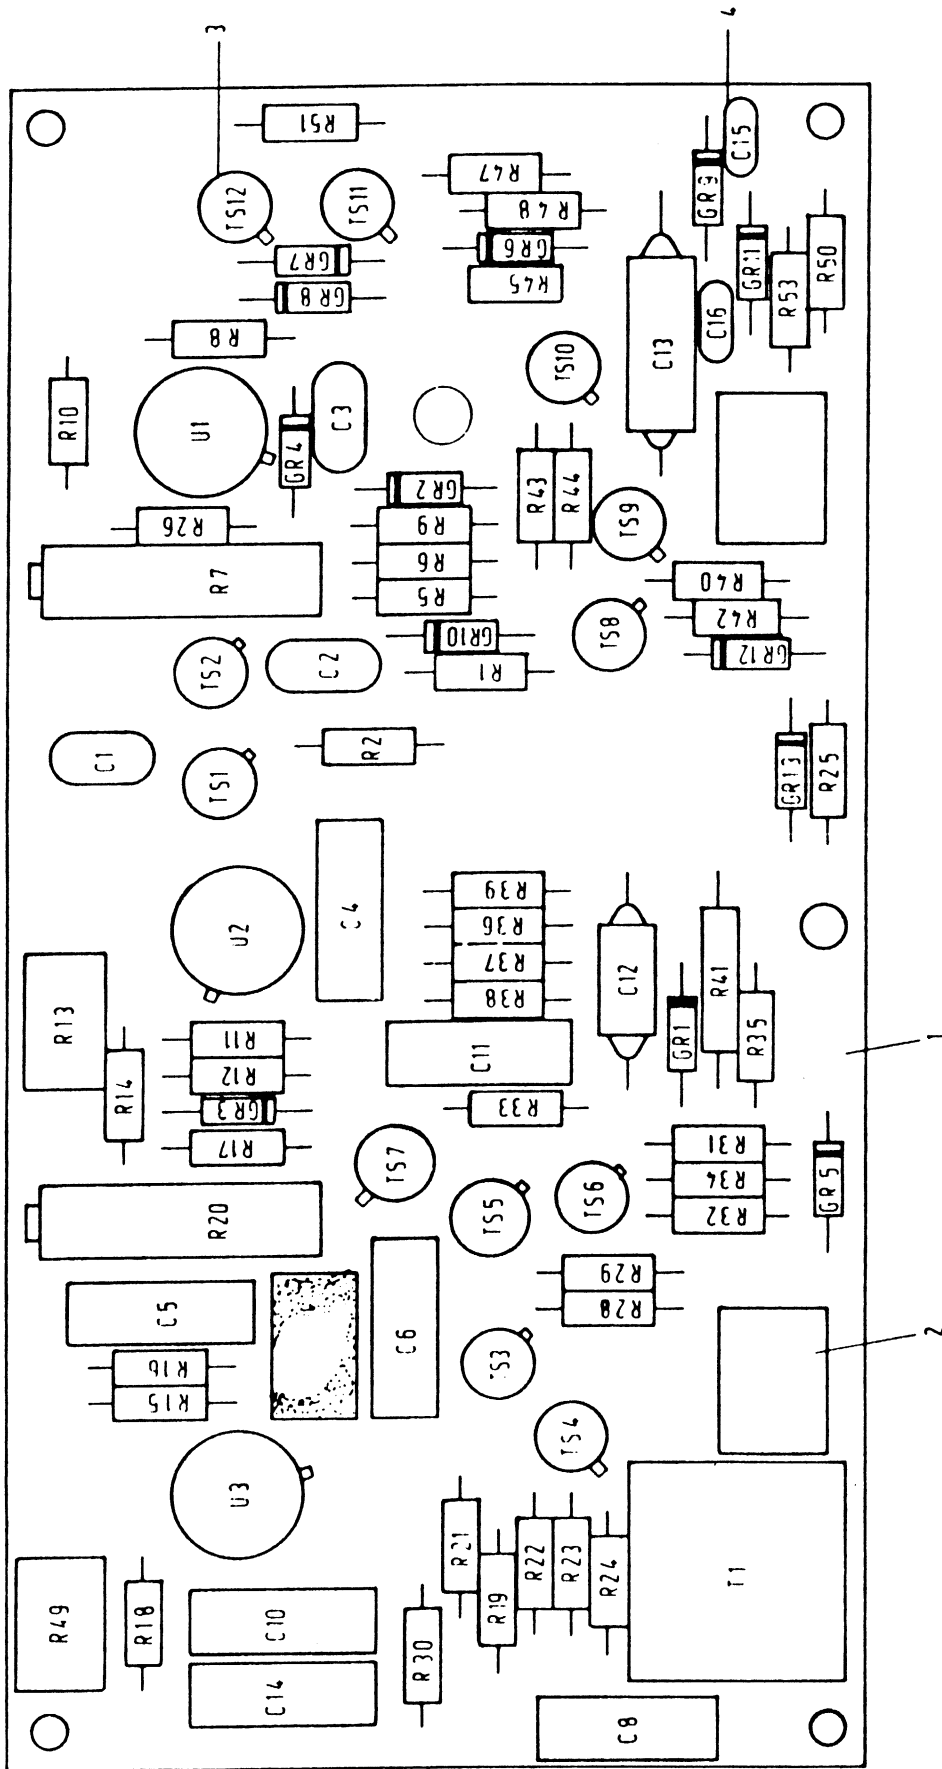 3
4
R51
C15
GR9
TS12
TS11
R47
R48
GR6
R45
GR7
GR8
GR11
R50
R53
R8
C16
C13
TS10
R10
U1
C3
GR4
GR2
R9
R6
R5
R43
R44
TS9
R26
R7
R40
R42
GR12
TS8
GR10
R1
TS2
C2
C1
TS1
R2
GR13
R25
U2
C4
R39
R36
R37
R38
C12
R13
R14
R11
R12
GR3
R17
C11
R33
GR1
R41
R35
1
TS7
R31
R34
R32
GR5
R20
TS5
TS6
C5
R16
R15
C6
R29
R28
TS3
2
TS4
U3
R21
R19
R22
R23
R24
T1
R49
R18
C10
C14
R30
C8